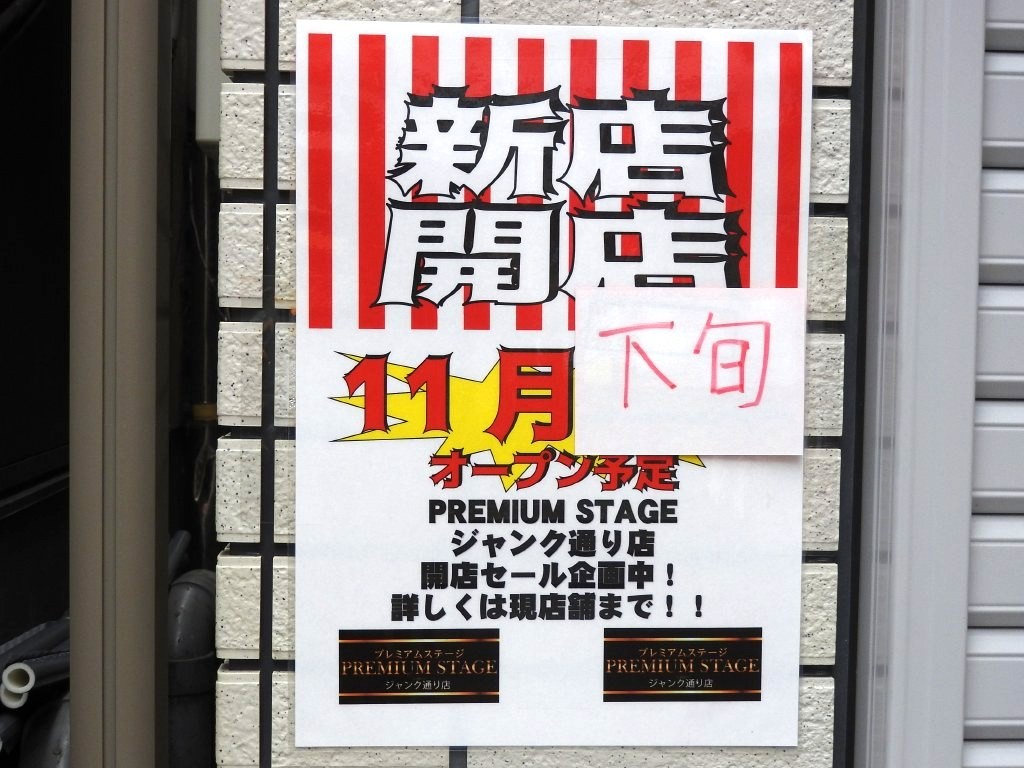 新店
開店
11月 下旬
オープン予定
PREMIUM STAGE
ジャンク通り店
開店セール企画中！
詳しくは現店舗まで！！
プレミアムステージ
PREMIUM STAGE
ジャンク通り店
プレミアムステージ
PREMIUM STAGE
ジャンク通り店